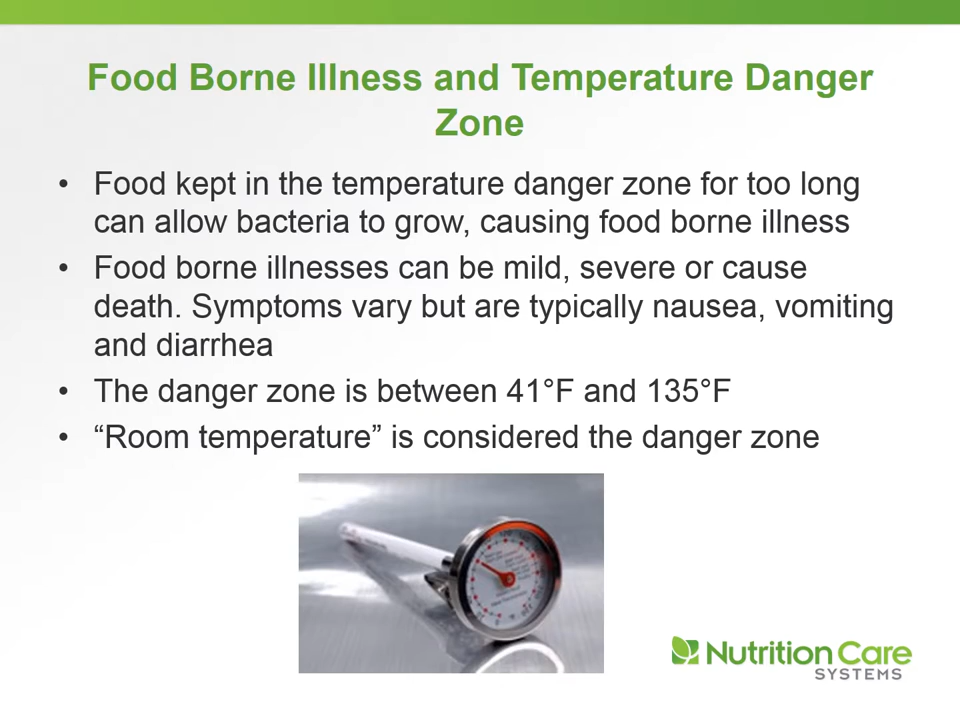 Food Borne Illness and Temperature Danger
Zone
• Food kept in the temperature danger zone for too long
can allow bacteria to grow, causing food borne illness
• Food borne illnesses can be mild, severe or cause
death. Symptoms vary but are typically nausea, vomiting
and diarrhea
• The danger zone is between 41°F and 135°F
• “Room temperature” is considered the danger zone
Nutrition Care
SYSTEMS